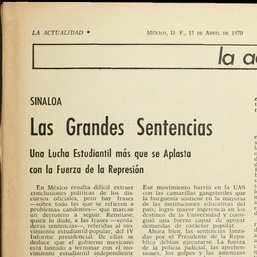 LA ACTUALIDAD •
MÉXICO, D. F., 15 DE ABRIL DE 1970
la a
SINALOA
Las Grandes Sentencias
Una Lucha Estudiantil más que se Aplasta
con la Fuerza de la Represión
En México resulta difícil extraer
conclusiones políticas de los dis-
cursos oficiales, pero hay frases
—sobre todo las que se refieren a
problemas candentes— que marcan
un derrotero a seguir. Remítase,
quien lo dude, a las frases —verda-
deras sentencias—, referidas al mo-
vimiento estudiantil-popular, del IV
Informe presidencial. De ellas se
deduce que el gobierno mexicano
está lanzado a terminar con el mo-
vimiento estudiantil independiente
Ese movimiento barrió en la UAS
con las camarillas gangsteriles que
la burguesía sostiene en la mayoría
de las instituciones educativas del
país; logró mayor injerencia en los
destinos de la Universidad y consi-
guió una fuerza capaz de apoyar
demandas de carácter popular.
Ahora bien, las sentencias lanza-
das por el Presidente de la Repú-
blica debían ejecutarse. La fuerza
de la policía judicial, las aprehen-
siones, los golpes y las amenazas